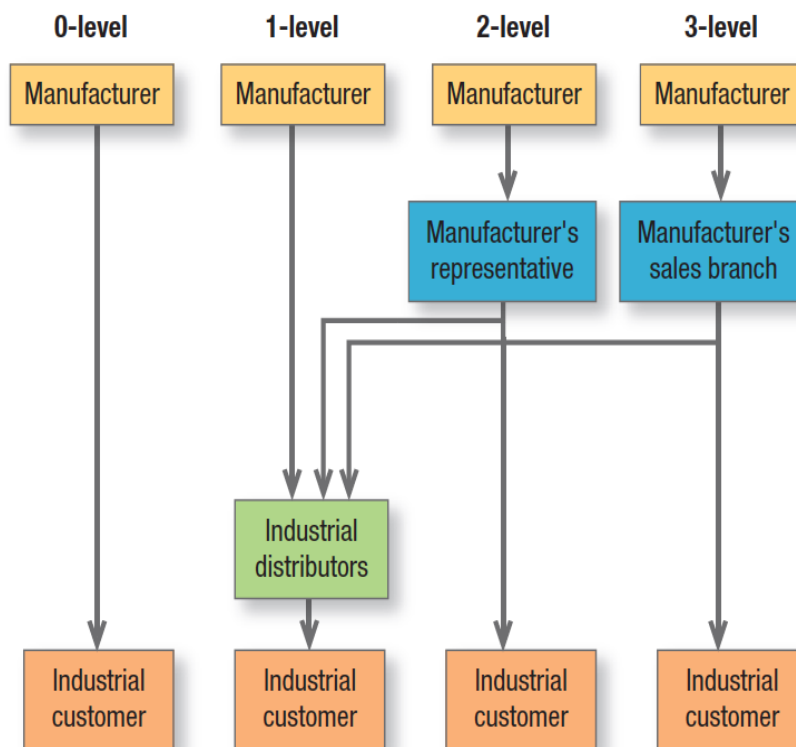 0-level 1-level 2-level 3-level
Manufacturer Manufacturer Manufacturer Manufacturer
Manufacturer's
representative
Manufacturer's
sales branch
Industrial
distributors
Industrial
customer
Industrial
customer
Industrial
customer
Industrial
customer